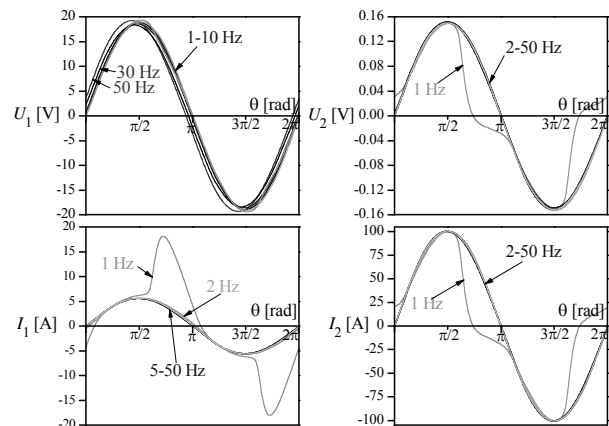 20
15
10
5
0
-5
-10
-15
-20
U1 [V]
30 Hz
50 Hz
1-10 Hz
θ [rad]
π/2
π
3π/2
2π
0.16
0.12
0.08
0.04
0.00
0.04
0.08
0.12
0.16
U2 [V]
2-50 Hz
1 Hz
θ [rad]
π/2
π
3π/2
2π
20
15
10
5
0
-5
-10
-15
-20
I1 [A]
1 Hz
2 Hz
5-50 Hz
θ [rad]
π/2
π
3π/2
2π
100
75
50
25
0
-25
-50
-75
-100
I2 [A]
2-50 Hz
1 Hz
θ [rad]
π/2
π
3π/2
2π